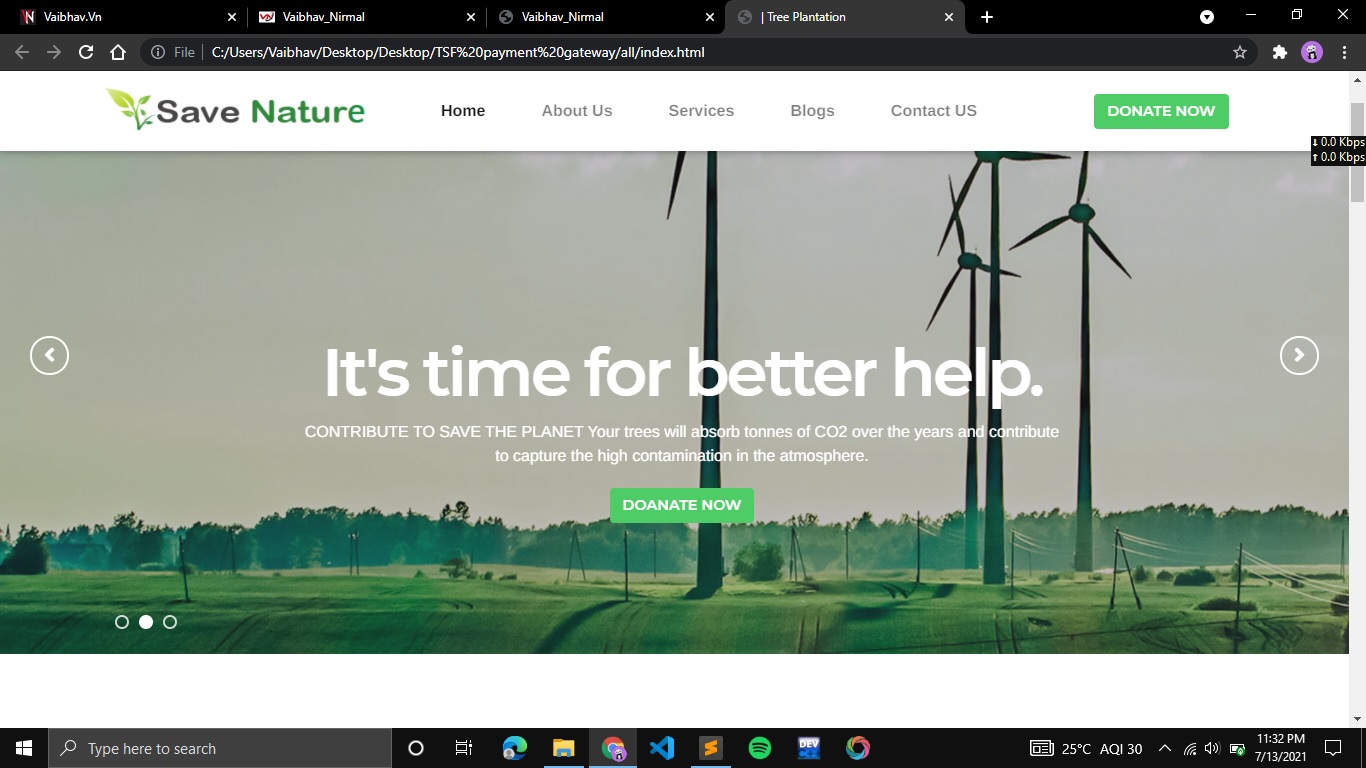 Vaibhav.Vn
Vaibhav_Nirmal
Vaibhav_Nirmal
| Tree Plantation
File
C:/Users/Vaibhav/Desktop/Desktop/TSF%20payment%20gateway/all/index.html
Save Nature
Home
About Us
Services
Blogs
Contact US
DONATE NOW
0.0 Kbps
0.0 Kbps
It's time for better help.
CONTRIBUTE TO SAVE THE PLANET Your trees will absorb tonnes of CO2 over the years and contribute
to capture the high contamination in the atmosphere.
DOANATE NOW
Type here to search
DEV
25°C AQI 30
11:32 PM
7/13/2021